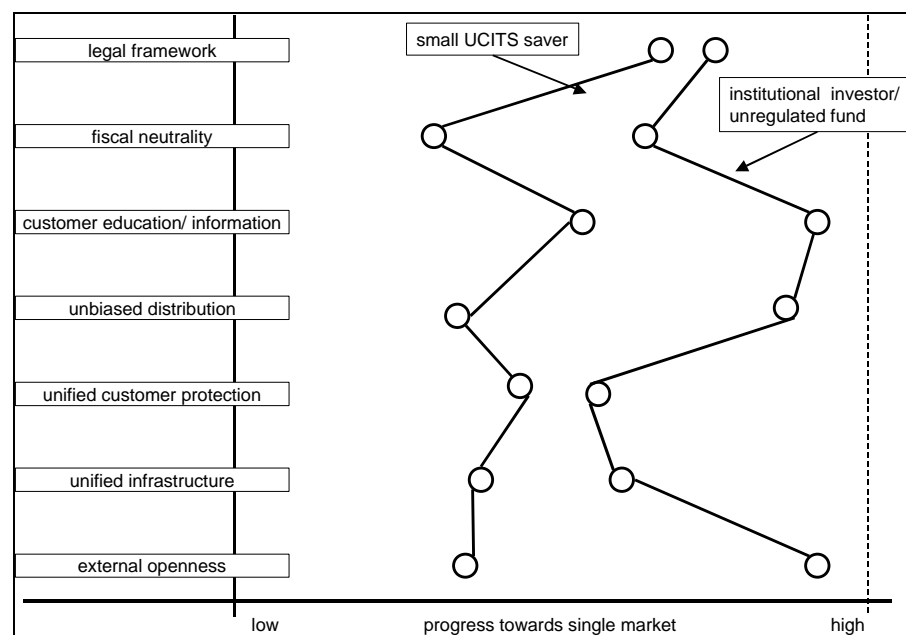 legal framework
small UCITS saver
institutional investor/
unregulated fund
fiscal neutrality
customer education/ information
unbiased distribution
unified customer protection
unified infrastructure
external openness
low progress towards single market high